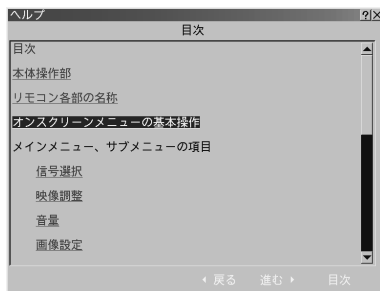 ヘルプ ?
目次
目次
本体操作部
リモコン各部の名称
オンスクリーンメニューの基本操作
メインメニュー、サブメニューの項目
信号選択
映像調整
音量
画像設定
戻る 進む 目次